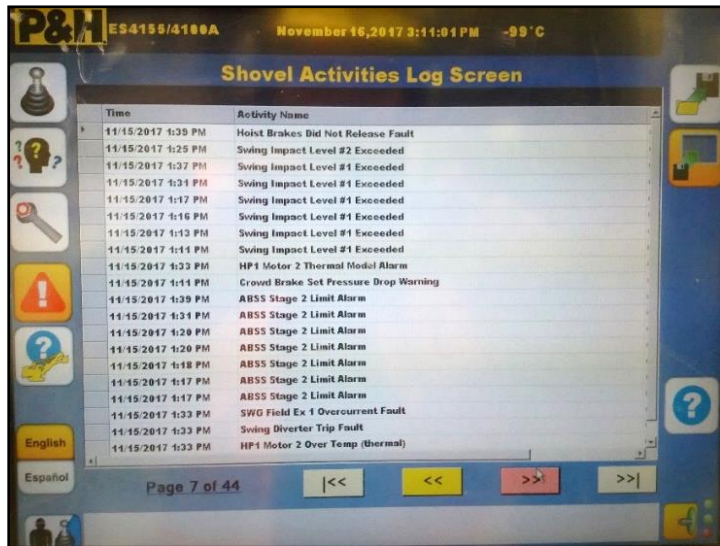 P&H ES4155/4100A November 16,2017 3:11:01 PM -99°C
Shovel Activities Log Screen
Time Activity Name
11/15/2017 1:39 PM Hoist Brakes Did Not Release Fault
11/15/2017 1:25 PM Swing Impact Level #2 Exceeded
11/15/2017 1:37 PM Swing Impact Level #1 Exceeded
11/15/2017 1:31 PM Swing Impact Level #1 Exceeded
11/15/2017 1:17 PM Swing Impact Level #1 Exceeded
11/15/2017 1:16 PM Swing Impact Level #1 Exceeded
11/15/2017 1:13 PM Swing Impact Level #1 Exceeded
11/15/2017 1:11 PM Swing Impact Level #1 Exceeded
11/15/2017 1:33 PM HP1 Motor 2 Thermal Model Alarm
11/15/2017 1:11 PM Crowd Brake Set Pressure Drop Warning
11/15/2017 1:39 PM ABSS Stage 2 Limit Alarm
11/15/2017 1:31 PM ABSS Stage 2 Limit Alarm
11/15/2017 1:20 PM ABSS Stage 2 Limit Alarm
11/15/2017 1:20 PM ABSS Stage 2 Limit Alarm
11/15/2017 1:18 PM ABSS Stage 2 Limit Alarm
11/15/2017 1:17 PM ABSS Stage 2 Limit Alarm
11/15/2017 1:17 PM ABSS Stage 2 Limit Alarm
11/15/2017 1:33 PM SWG Field Ex 1 Overcurrent Fault
11/15/2017 1:33 PM Swing Diverter Trip Fault
11/15/2017 1:33 PM HP1 Motor 2 Over Temp (thermal)
English
Español
Page 7 of 44 |<< << >> >>|